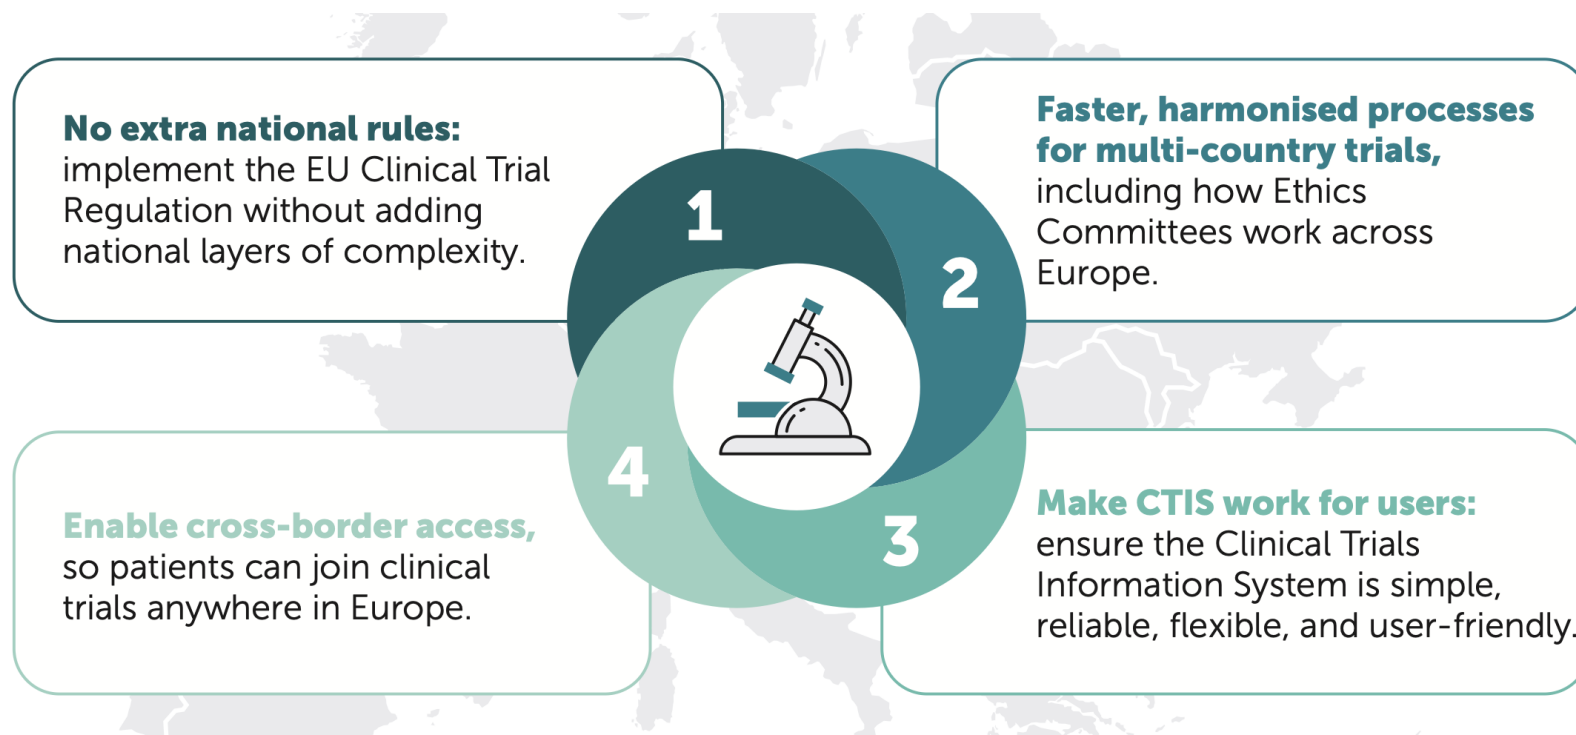 No extra national rules:
implement the EU Clinical Trial
Regulation without adding
national layers of complexity.
1
Faster, harmonised processes
for multi-country trials,
including how Ethics
Committees work across
Europe.
2
Make CTIS work for users:
ensure the Clinical Trials
Information System is simple,
reliable, flexible, and user-friendly.
3
Enable cross-border access,
so patients can join clinical
trials anywhere in Europe.
4